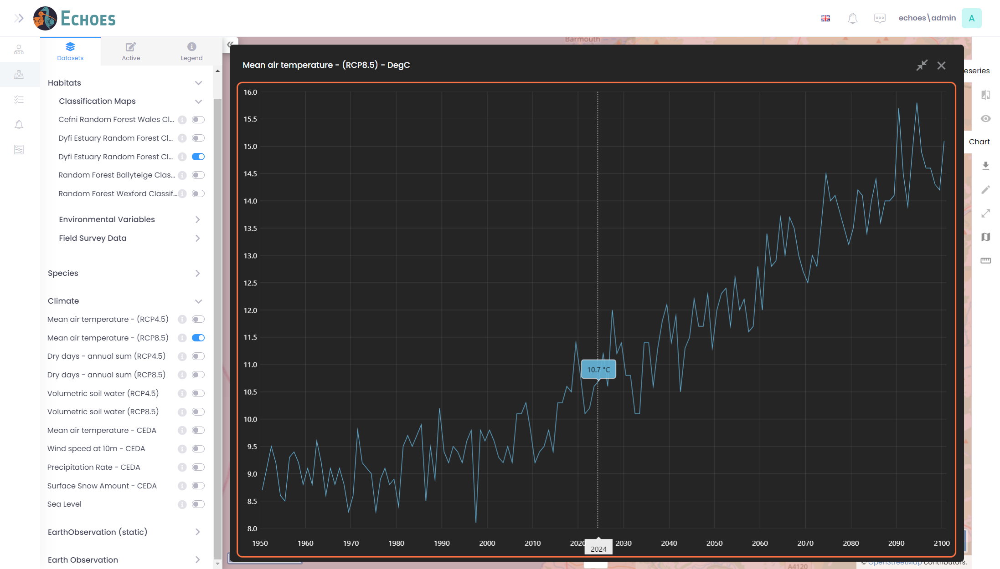 ECHOES
echoes\admin
A
Datasets
Active
Legend
Habitats
Classification Maps
Cefni Random Forest Wales Cl...
Dyfi Estuary Random Forest Cl...
Dyfi Estuary Random Forest Cl...
Random Forest Ballyteige Clas...
Random Forest Wexford Classif...
Environmental Variables
Field Survey Data
Species
Climate
Mean air temperature - (RCP4.5)
Mean air temperature - (RCP8.5)
Dry days - annual sum (RCP4.5)
Dry days - annual sum (RCP8.5)
Volumetric soil water (RCP4.5)
Volumetric soil water (RCP8.5)
Mean air temperature - CEDA
Wind speed at 10m - CEDA
Precipitation Rate - CEDA
Surface Snow Amount - CEDA
Sea Level
EarthObservation (static)
Earth Observation
Barmouth
Mean air temperature - (RCP8.5) - DegC
16.0
15.5
15.0
14.5
14.0
13.5
13.0
12.5
12.0
11.5
11.0
10.5
10.0
9.5
9.0
8.5
8.0
10.7 °C
1950 1960 1970 1980 1990 2000 2010 2020 2030 2040 2050 2060 2070 2080 2090 2100
2024
eseries
Chart
A4120
© OpenStreetMap contributors.